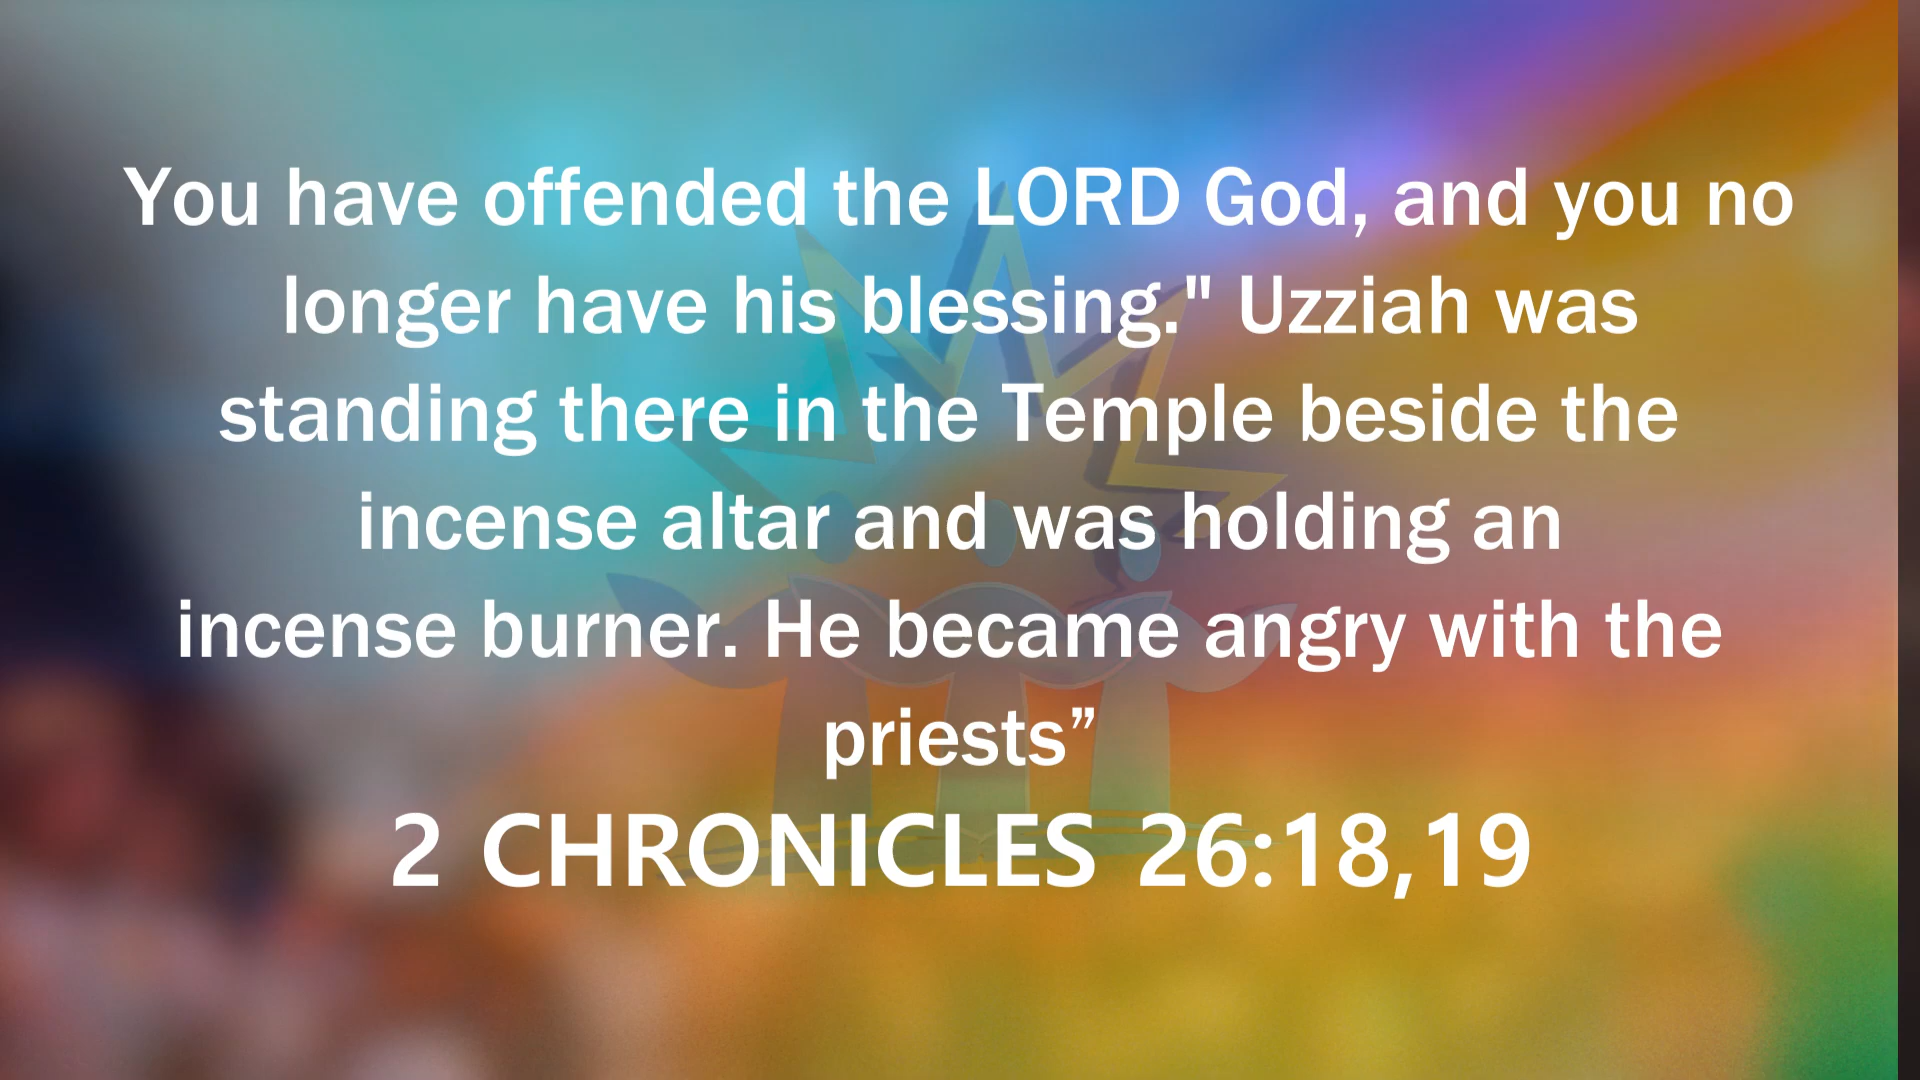 You have offended the LORD God, and you no
longer have his blessing." Uzziah was
standing there in the Temple beside the
incense altar and was holding an
incense burner. He became angry with the
priests”
2 CHRONICLES 26:18,19